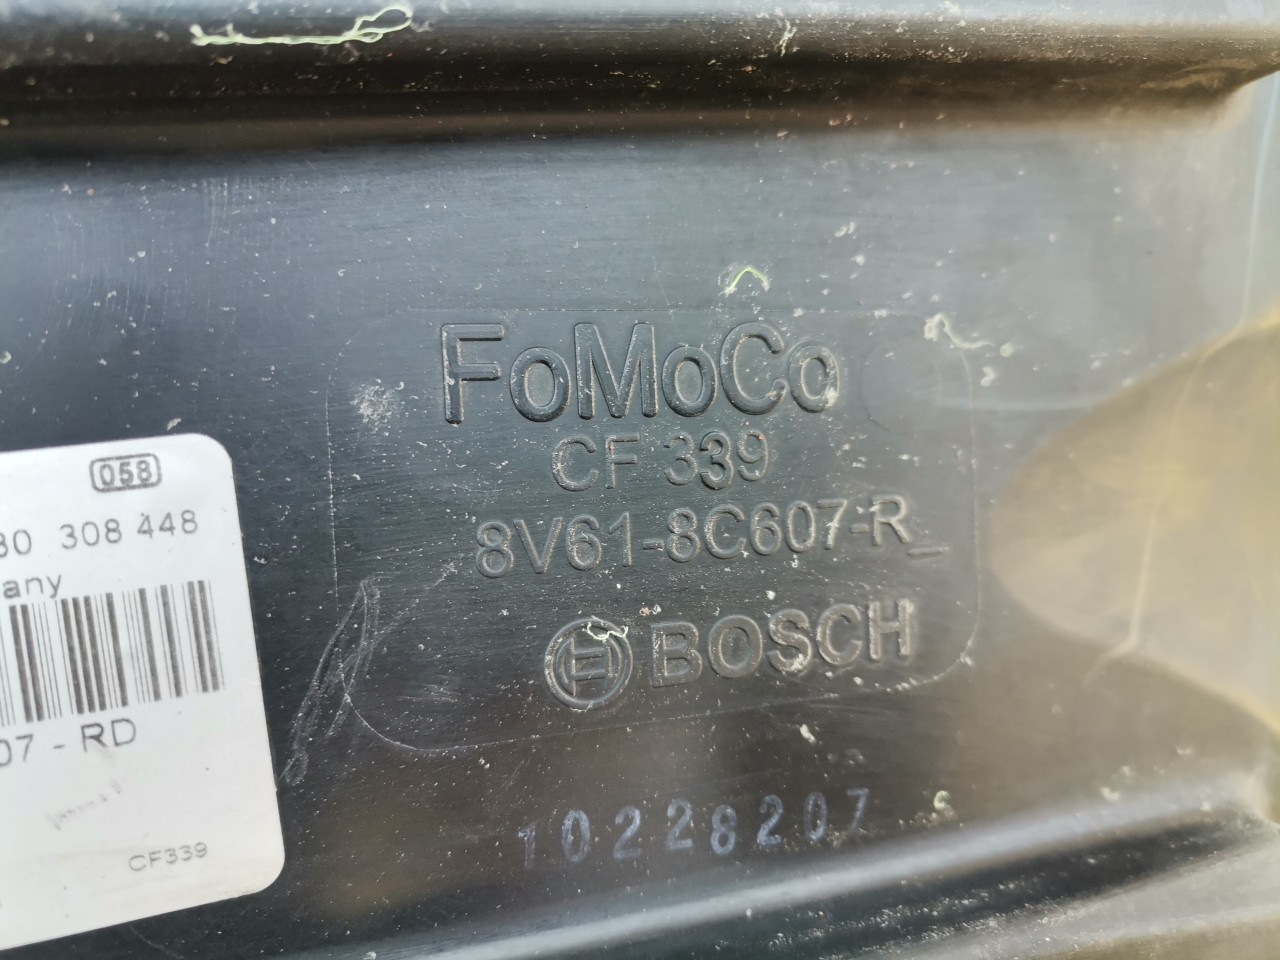 FoMoCo
CF 339
8V61-8C607-R_
BOSCH
10228207
058
30 308 448
any
07 - RD
CF339